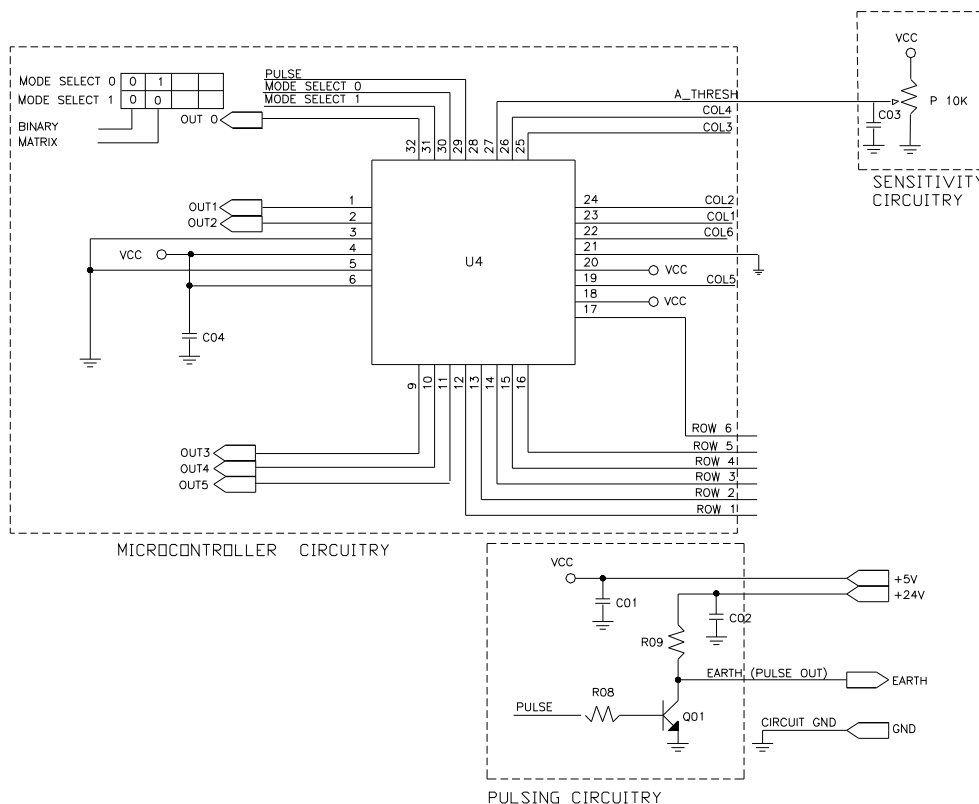 VCC
P 10K
C03
SENSITIVITY
CIRCUITRY
MODE SELECT 0 0 1
MODE SELECT 1 0 0
BINARY
MATRIX
PULSE
MODE SELECT 0
MODE SELECT 1
OUT 0
A_THRESH
COL4
COL3
32 31 30 29 28 27 26 25
OUT1 1
OUT2 2
3
VCC 4
5
6
C04
U4
24 COL2
23 COL1
22 COL6
21
20 VCC
19 COL5
18 VCC
17
9 10 11 12 13 14 15 16
OUT3
OUT4
OUT5
ROW 6
ROW 5
ROW 4
ROW 3
ROW 2
ROW 1
MICROCONTROLLER CIRCUITRY
VCC
+5V
+24V
C01
C02
R09
EARTH (PULSE OUT)
EARTH
PULSE
R08
Q01
CIRCUIT GND
GND
PULSING CIRCUITRY